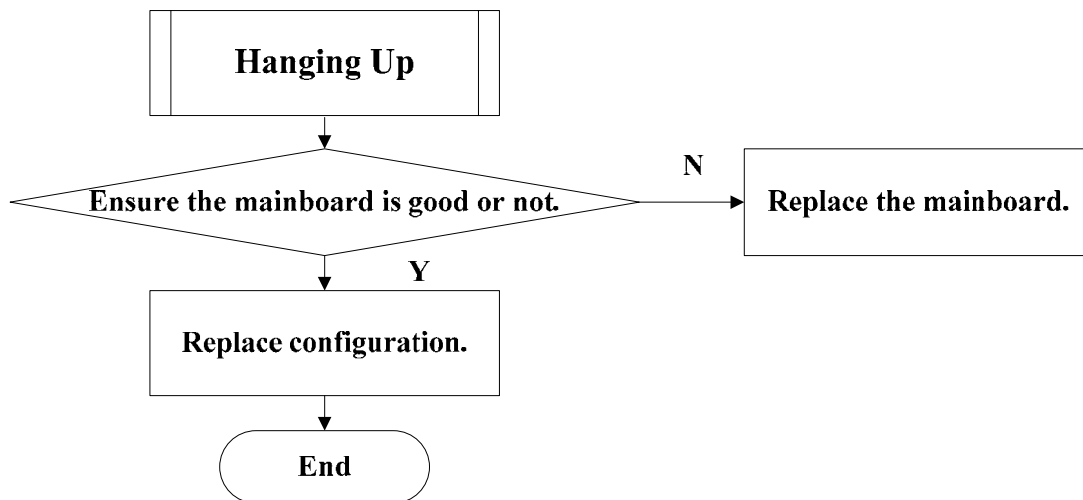 Hanging Up
N
Ensure the mainboard is good or not.
Replace the mainboard.
Y
Replace configuration.
End